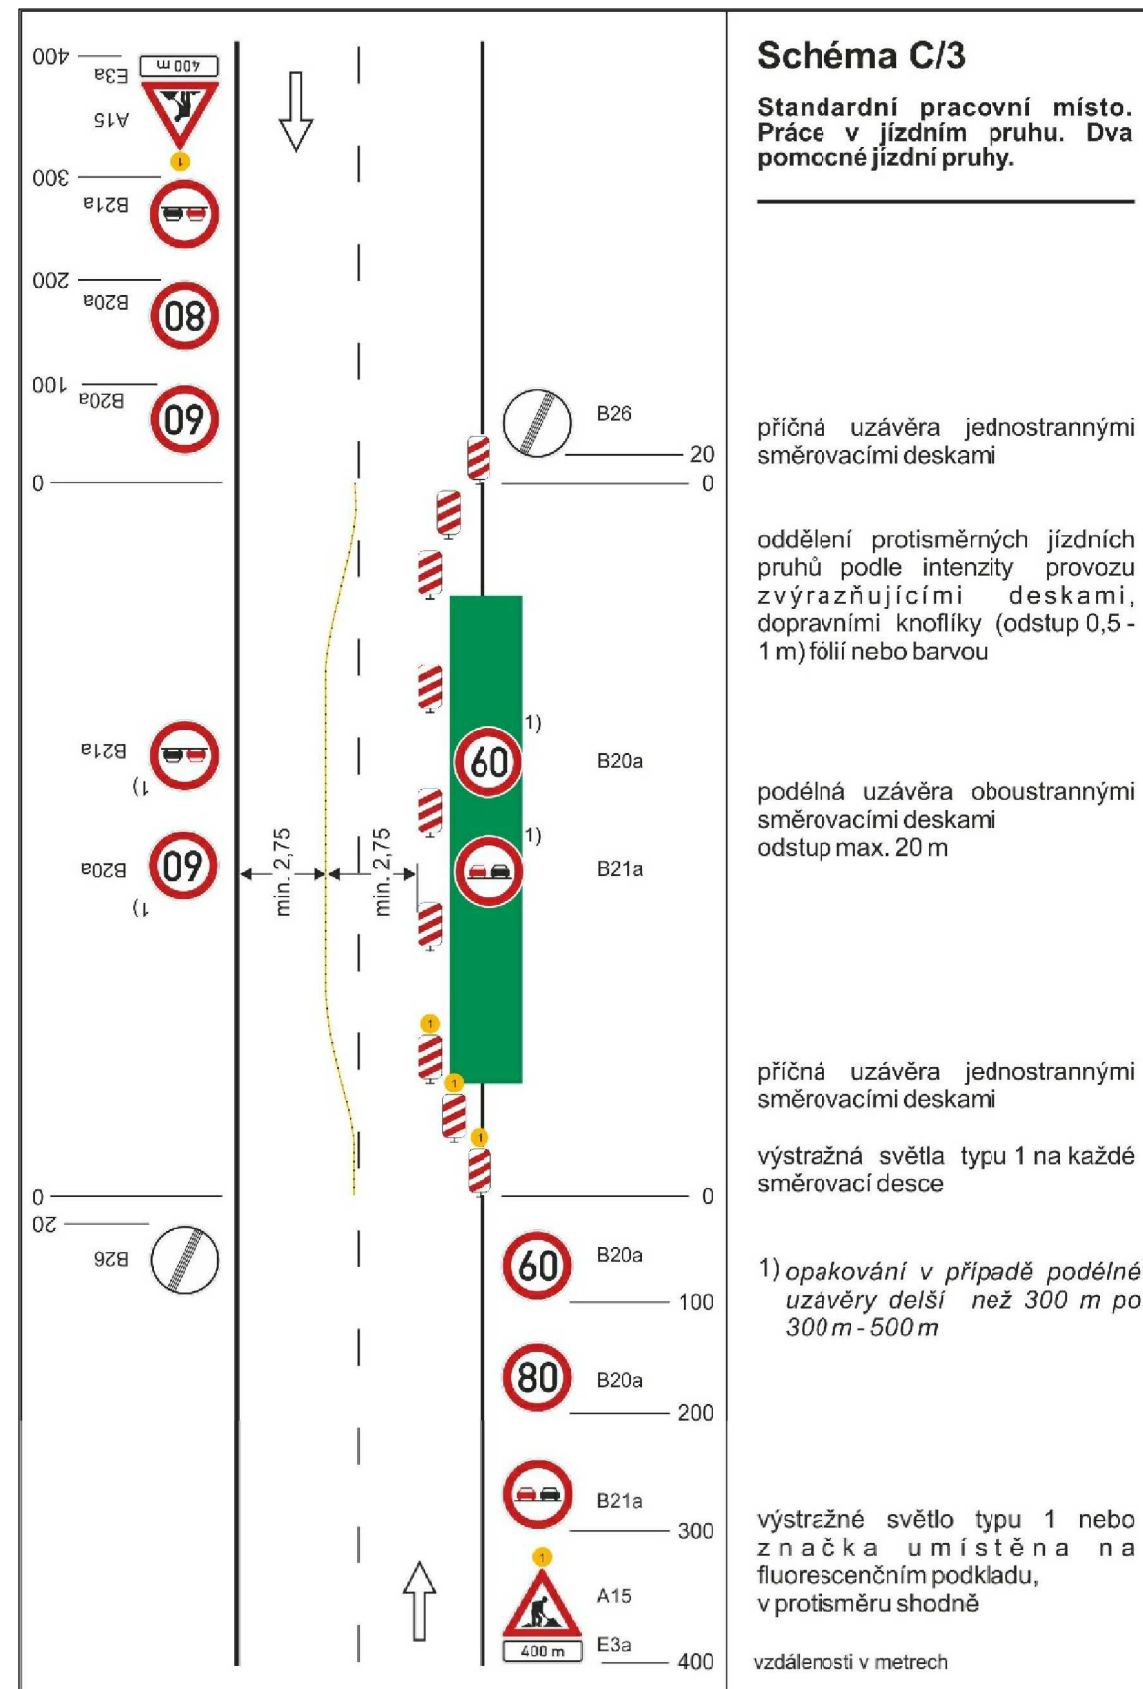 Schéma C/3
Standardní pracovní místo.
Práce v jízdním pruhu. Dva
pomocné jízdní pruhy.
400
E3a
400 m
A15
1
300
B21a
200
B20a
80
100
B20a
60
0
B26
20
0
příčná uzávěra jednostrannými
směrovacími deskami
oddělení protisměrných jízdních
pruhů podle intenzity provozu
zvýrazňujícími deskami,
dopravními knoflíky (odstup 0,5 -
1 m) fólií nebo barvou
B21a
1)
1)
60
B20a
podélná uzávěra oboustrannými
směrovacími deskami
odstup max. 20 m
B20a
60
1)
min. 2,75
min. 2,75
1)
B21a
1
1
1
příčná uzávěra jednostrannými
směrovacími deskami
výstražná světla typu 1 na každé
směrovací desce
0
20
B26
0
60
B20a
100
1) opakování v případě podélné
uzávěry delší než 300 m po
300 m - 500 m
80
B20a
200
B21a
300
1
A15
400 m
E3a
400
výstražné světlo typu 1 nebo
značka umístěna na
fluorescenčním podkladu,
v protisměru shodně
vzdálenosti v metrech